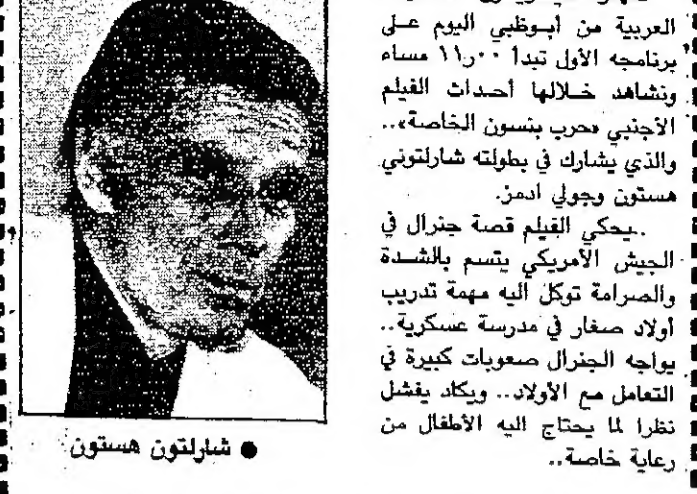 العربية من أبوظبي اليوم على
برنامجه الأول تبدأ ٠٠ر١١ مساء
ونشاهد خلالها أحداث الفيلم
الأجنبي «حرب بنسون الخاصة»..
والذي يشارك في بطولته شارلتوني
هستون وجولي ادمز.
..يحكي الفيلم قصة جنرال في
الجيش الأمريكي يتسم بالشدة
والصرامة توكل اليه مهمة تدريب
أولاد صغار في مدرسة عسكرية..
يواجه الجنرال صعوبات كبيرة في
التعامل مع الأولاد.. ويكاد يفشل
نظرا لما يحتاج اليه الأطفال من
رعاية خاصة..
● شارلتون هستون